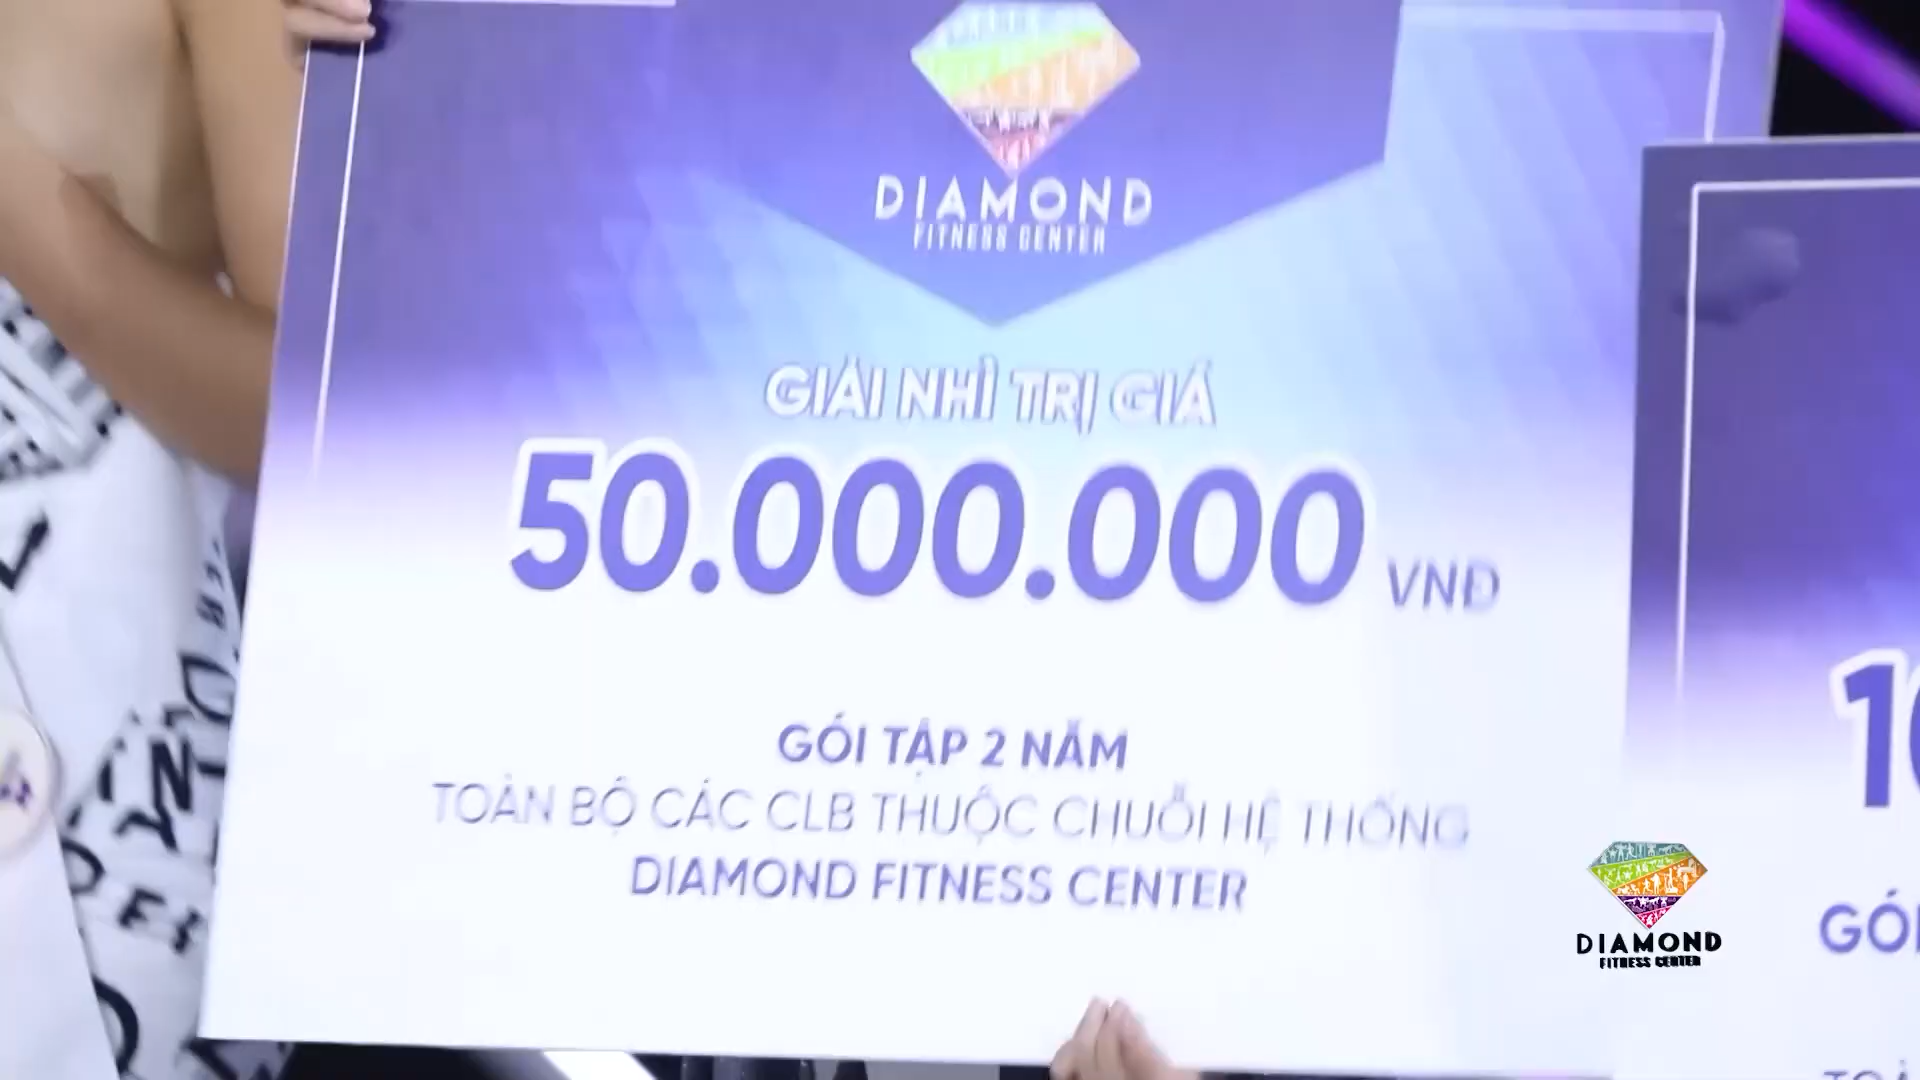 DIAMOND
FITNESS CENTER
GIẢI NHÌ TRỊ GIÁ
50.000.000 VNĐ
GÓI TẬP 2 NĂM
TOÀN BỘ CÁC CLB THUỘC CHUỖI HỆ THỐNG
DIAMOND FITNESS CENTER
DIAMOND
FITNESS CENTER
GÓI